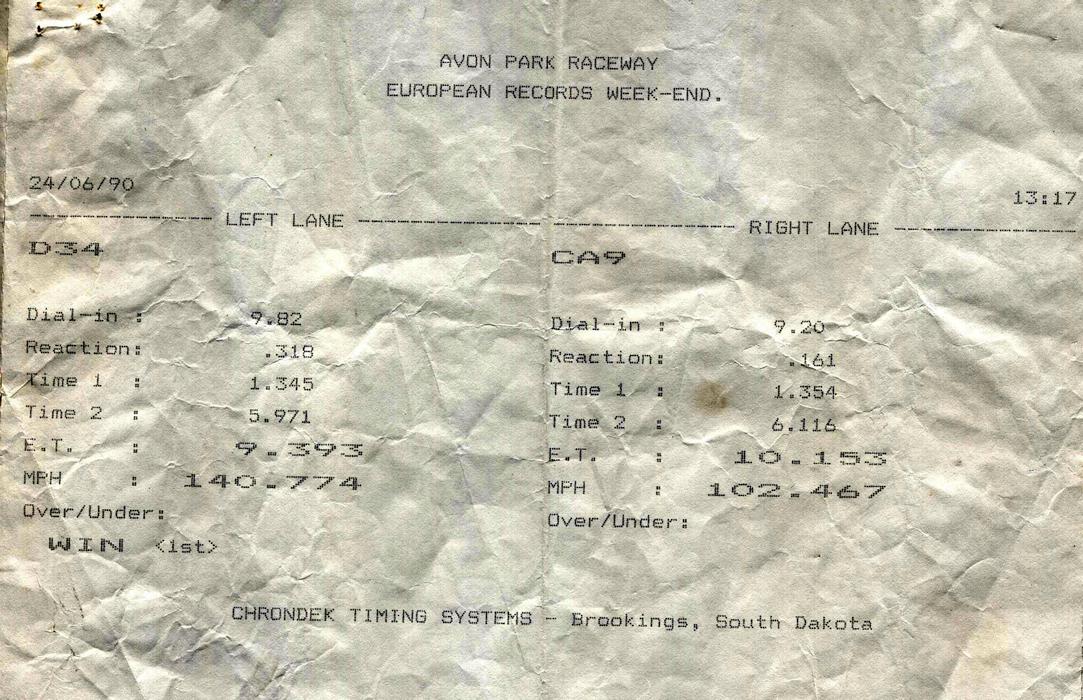 AVON PARK RACEWAY
EUROPEAN RECORDS WEEK-END.
24/06/90 13:17
LEFT LANE RIGHT LANE
D34 CA9
Dial-in : 9.82 Dial-in : 9.20
Reaction: .318 Reaction: .161
Time 1 : 1.345 Time 1 : 1.354
Time 2 : 5.971 Time 2 : 6.116
E.T. : 9.393 E.T. : 10.153
MPH : 140.774 MPH : 102.467
Over/Under: Over/Under:
WIN <1st>
CHRONDEK TIMING SYSTEMS - Brookings, South Dakota